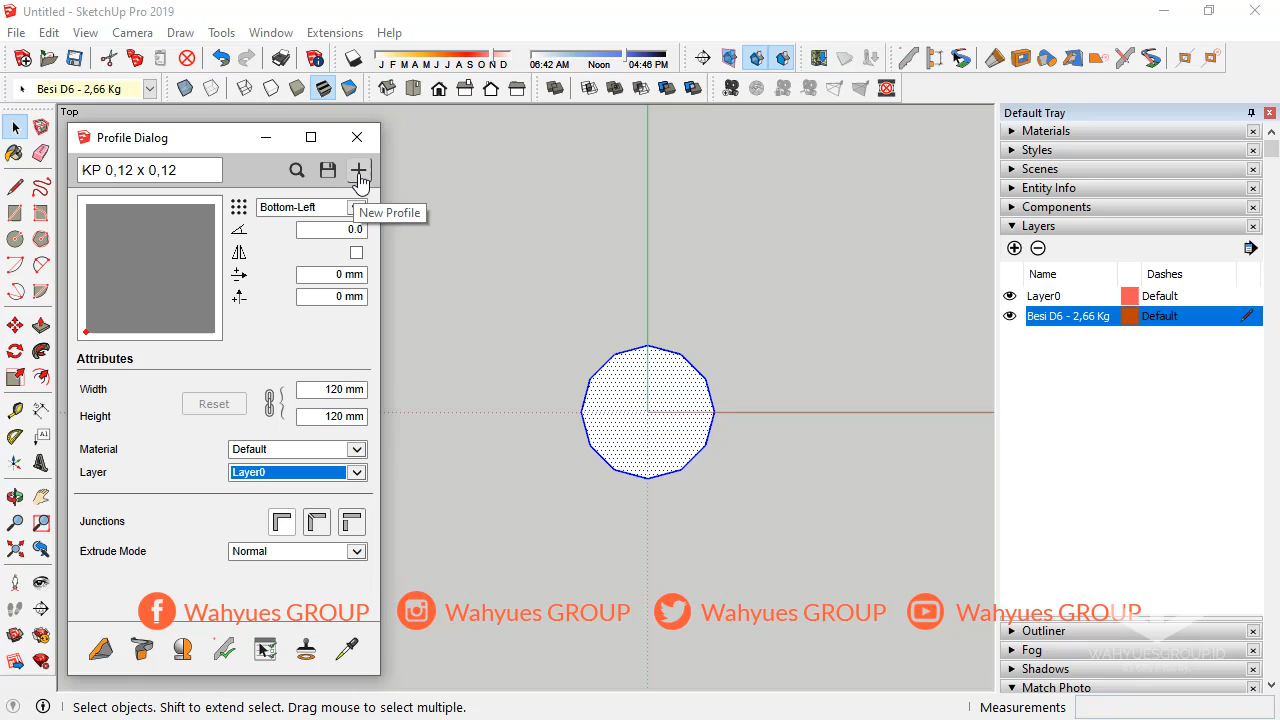 Untitled - SketchUp Pro 2019
File Edit View Camera Draw Tools Window Extensions Help
J F M A M J J A S O N D
06:42 AM Noon 04:46 PM
Besi D6 - 2,66 Kg
Top
Profile Dialog
KP 0,12 x 0,12
New Profile
Bottom-Left
0.0
0 mm
0 mm
Attributes
Width 120 mm
Reset
Height 120 mm
Material Default
Layer Layer0
Junctions
Extrude Mode Normal
Default Tray
Materials
Styles
Scenes
Entity Info
Components
Layers
Name Dashes
Layer0 Default
Besi D6 - 2,66 Kg Default
Outliner
Fog
Shadows
Match Photo
Wahyues GROUP Wahyues GROUP Wahyues GROUP Wahyues GROUP
WAHYUESGROUP.ID
Select objects. Shift to extend select. Drag mouse to select multiple.
Measurements